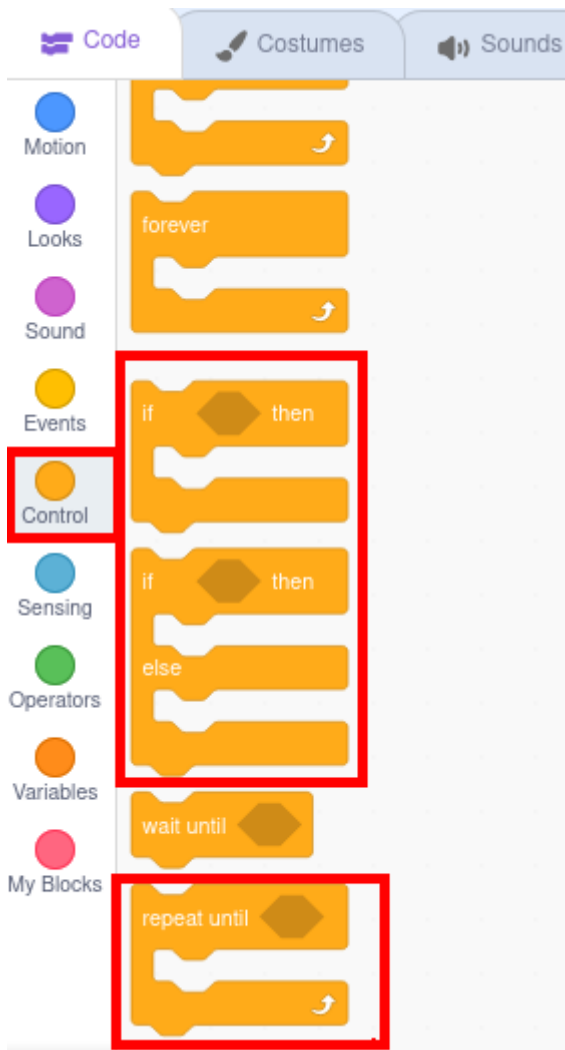 Code Costumes Sounds
Motion
Looks
Sound
Events
Control
Sensing
Operators
Variables
My Blocks
forever
if then
if then
else
wait until
repeat until